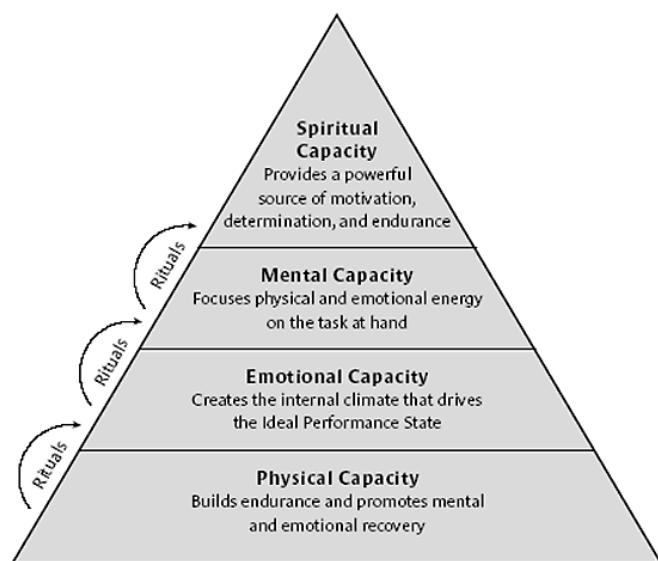 Spiritual
Capacity
Provides a powerful
source of motivation,
determination, and endurance
Rituals
Mental Capacity
Focuses physical and emotional energy
on the task at hand
Rituals
Emotional Capacity
Creates the internal climate that drives
the Ideal Performance State
Rituals
Physical Capacity
Builds endurance and promotes mental
and emotional recovery